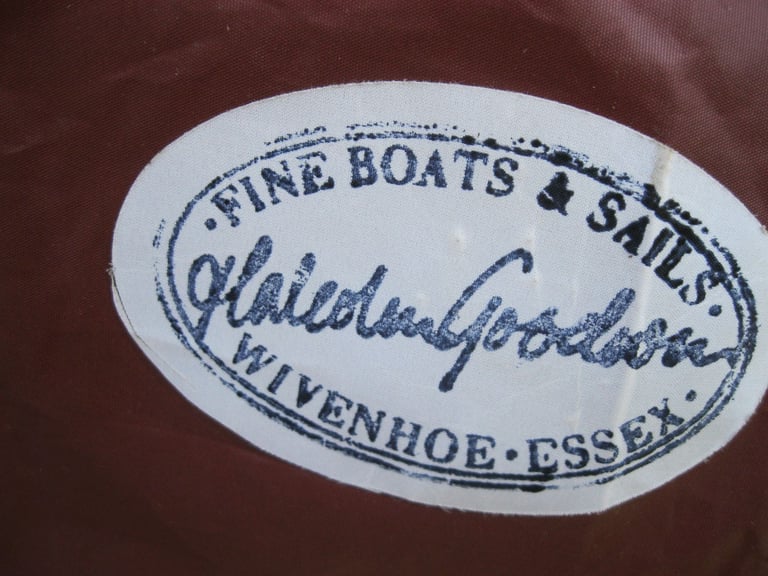 ·FINE BOATS & SAILS·
Malcolm Goodwin
WIVENHOE · ESSEX·